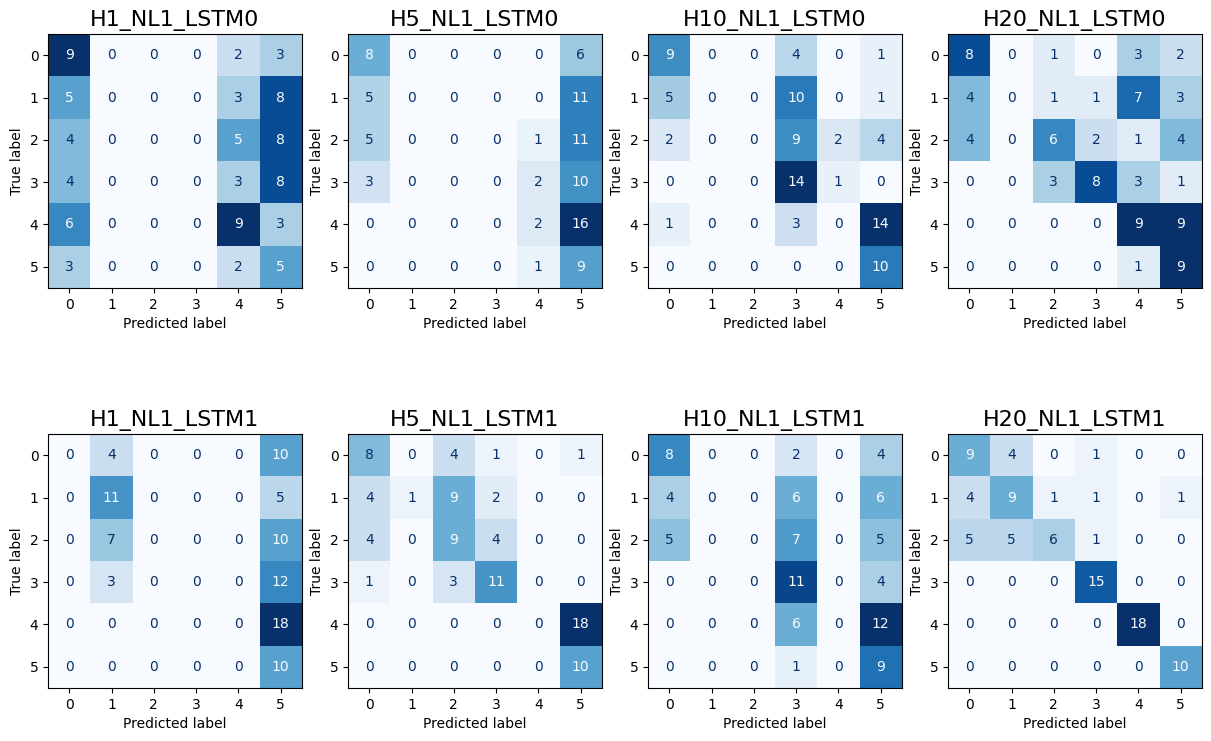 H1_NL1_LSTM0 H5_NL1_LSTM0 H10_NL1_LSTM0 H20_NL1_LSTM0
0 9 0 0 0 2 3 0 8 0 0 0 0 6 0 9 0 0 4 0 1 0 8 0 1 0 3 2
1 5 0 0 0 3 8 1 5 0 0 0 0 11 1 5 0 0 10 0 1 1 4 0 1 1 7 3
2 4 0 0 0 5 8 2 5 0 0 0 1 11 2 2 0 0 9 2 4 2 4 0 6 2 1 4
3 4 0 0 0 3 8 3 3 0 0 0 2 10 3 0 0 0 14 1 0 3 0 0 3 8 3 1
4 6 0 0 0 9 3 4 0 0 0 0 2 16 4 1 0 0 3 0 14 4 0 0 0 0 9 9
5 3 0 0 0 2 5 5 0 0 0 0 1 9 5 0 0 0 0 0 10 5 0 0 0 0 1 9
True label True label True label True label
0 1 2 3 4 5 0 1 2 3 4 5 0 1 2 3 4 5 0 1 2 3 4 5
Predicted label Predicted label Predicted label Predicted label
H1_NL1_LSTM1 H5_NL1_LSTM1 H10_NL1_LSTM1 H20_NL1_LSTM1
0 0 4 0 0 0 10 0 8 0 4 1 0 1 0 8 0 0 2 0 4 0 9 4 0 1 0 0
1 0 11 0 0 0 5 1 4 1 9 2 0 0 1 4 0 0 6 0 6 1 4 9 1 1 0 1
2 0 7 0 0 0 10 2 4 0 9 4 0 0 2 5 0 0 7 0 5 2 5 5 6 1 0 0
3 0 3 0 0 0 12 3 1 0 3 11 0 0 3 0 0 0 11 0 4 3 0 0 0 15 0 0
4 0 0 0 0 0 18 4 0 0 0 0 0 18 4 0 0 0 6 0 12 4 0 0 0 0 18 0
5 0 0 0 0 0 10 5 0 0 0 0 0 10 5 0 0 0 1 0 9 5 0 0 0 0 0 10
True label True label True label True label
0 1 2 3 4 5 0 1 2 3 4 5 0 1 2 3 4 5 0 1 2 3 4 5
Predicted label Predicted label Predicted label Predicted label